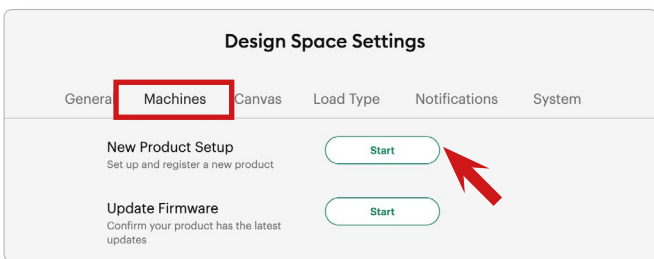 Design Space Settings
General Machines Canvas Load Type Notifications System
New Product Setup Start
Set up and register a new product
Update Firmware Start
Confirm your product has the latest
updates